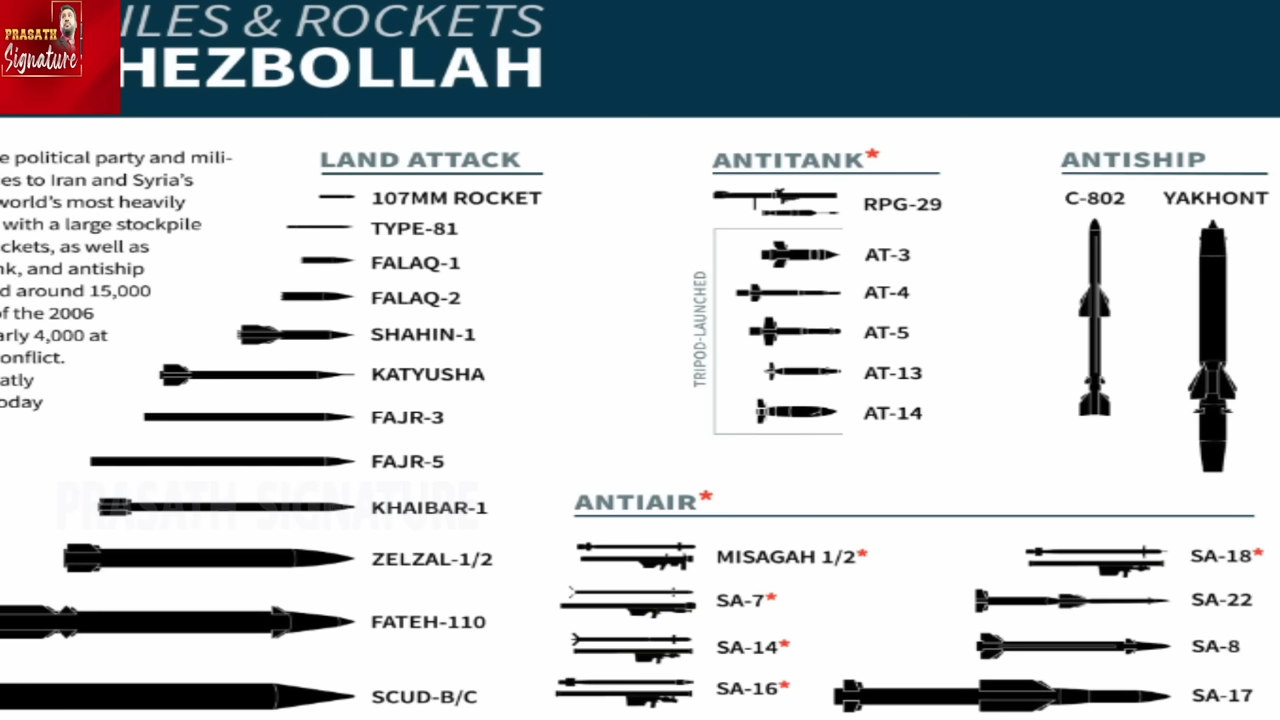 PRASATH
Signature
ILES & ROCKETS
HEZBOLLAH
e political party and mili-
es to Iran and Syria’s
world’s most heavily
with a large stockpile
ckets, as well as
nk, and antiship
d around 15,000
of the 2006
arly 4,000 at
onflict.
atly
oday
LAND ATTACK
107MM ROCKET
TYPE-81
FALAQ-1
FALAQ-2
SHAHIN-1
KATYUSHA
FAJR-3
FAJR-5
KHAIBAR-1
ZELZAL-1/2
FATEH-110
SCUD-B/C
PRASATH SIGNATURE
ANTITANK*
RPG-29
TRIPOD-LAUNCHED
AT-3
AT-4
AT-5
AT-13
AT-14
ANTISHIP
C-802 YAKHONT
ANTIAIR*
MISAGAH 1/2*
SA-7*
SA-14*
SA-16*
SA-18*
SA-22
SA-8
SA-17